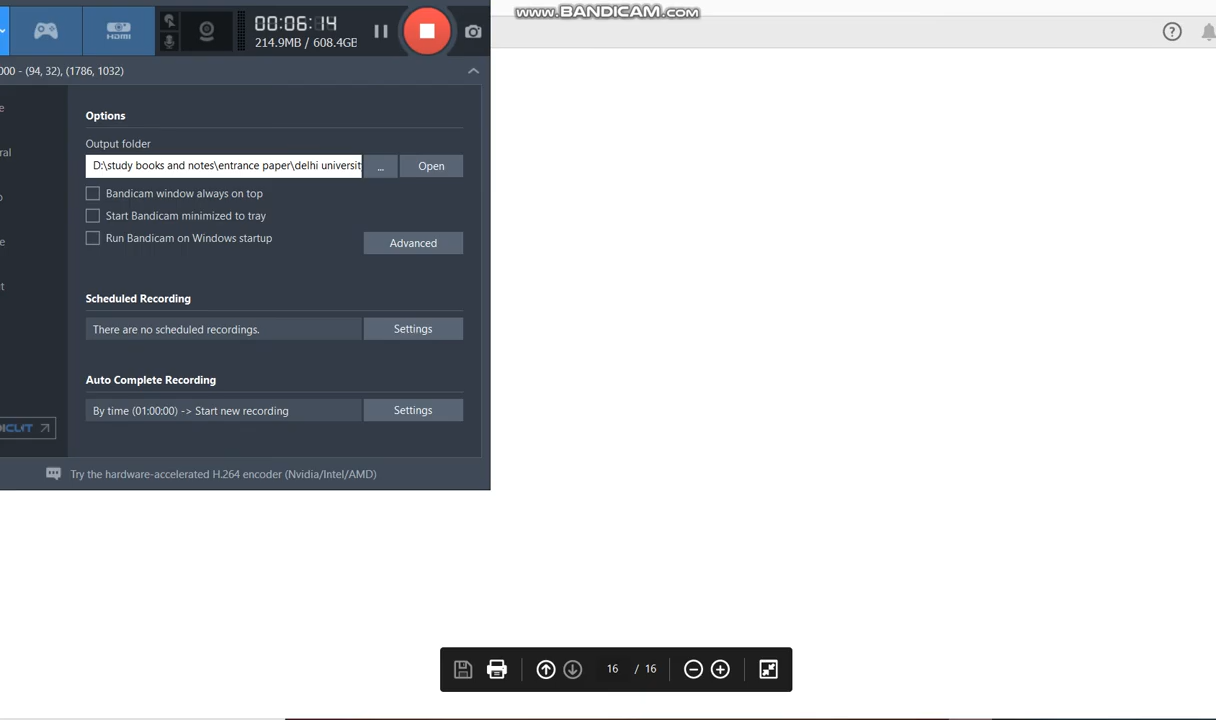 www.BANDICAM.com
HDMI
00:06:14
214.9MB / 608.4GB
000 - (94, 32), (1786, 1032)
Options
Output folder
D:\study books and notes\entrance paper\delhi universit
...
Open
Bandicam window always on top
Start Bandicam minimized to tray
Run Bandicam on Windows startup
Advanced
Scheduled Recording
There are no scheduled recordings.
Settings
Auto Complete Recording
By time (01:00:00) -> Start new recording
Settings
Try the hardware-accelerated H.264 encoder (Nvidia/Intel/AMD)
16 / 16